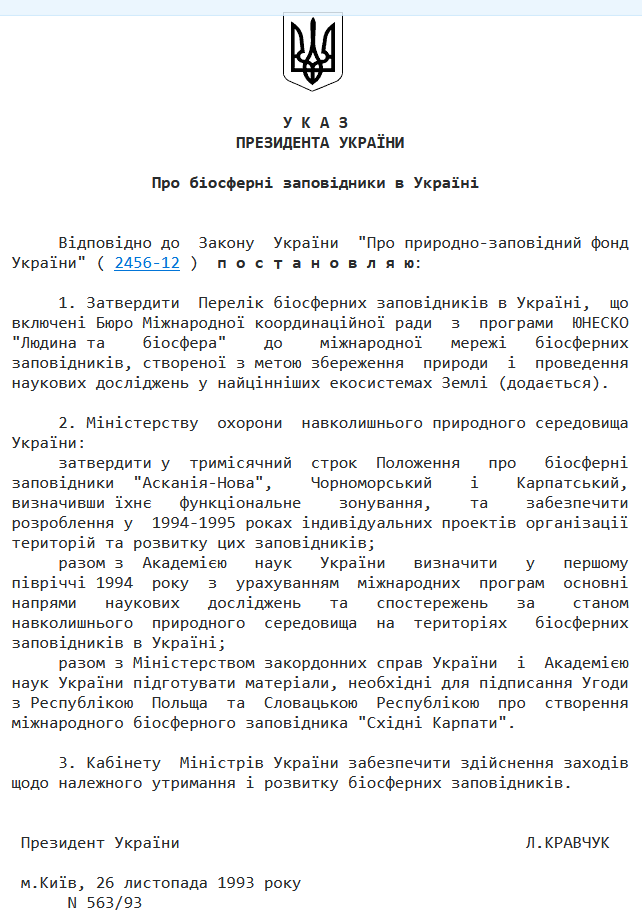 У К А З
ПРЕЗИДЕНТА УКРАЇНИ
Про біосферні заповідники в Україні
Відповідно до Закону України "Про природно-заповідний фонд
України" ( 2456-12 ) п о с т а н о в л я ю:
1. Затвердити Перелік біосферних заповідників в Україні, що
включені Бюро Міжнародної координаційної ради з програми ЮНЕСКО
"Людина та біосфера" до міжнародної мережі біосферних
заповідників, створеної з метою збереження природи і проведення
наукових досліджень у найцінніших екосистемах Землі (додається).
2. Міністерству охорони навколишнього природного середовища
України:
затвердити у тримісячний строк Положення про біосферні
заповідники "Асканія-Нова", Чорноморський і Карпатський,
визначивши їхнє функціональне зонування, та забезпечити
розроблення у 1994-1995 роках індивідуальних проектів організації
територій та розвитку цих заповідників;
разом з Академією наук України визначити у першому
півріччі 1994 року з урахуванням міжнародних програм основні
напрями наукових досліджень та спостережень за станом
навколишнього природного середовища на територіях біосферних
заповідників в Україні;
разом з Міністерством закордонних справ України і Академією
наук України підготувати матеріали, необхідні для підписання Угоди
з Республікою Польща та Словацькою Республікою про створення
міжнародного біосферного заповідника "Східні Карпати".
3. Кабінету Міністрів України забезпечити здійснення заходів
щодо належного утримання і розвитку біосферних заповідників.
Президент України Л.КРАВЧУК
м.Київ, 26 листопада 1993 року
N 563/93